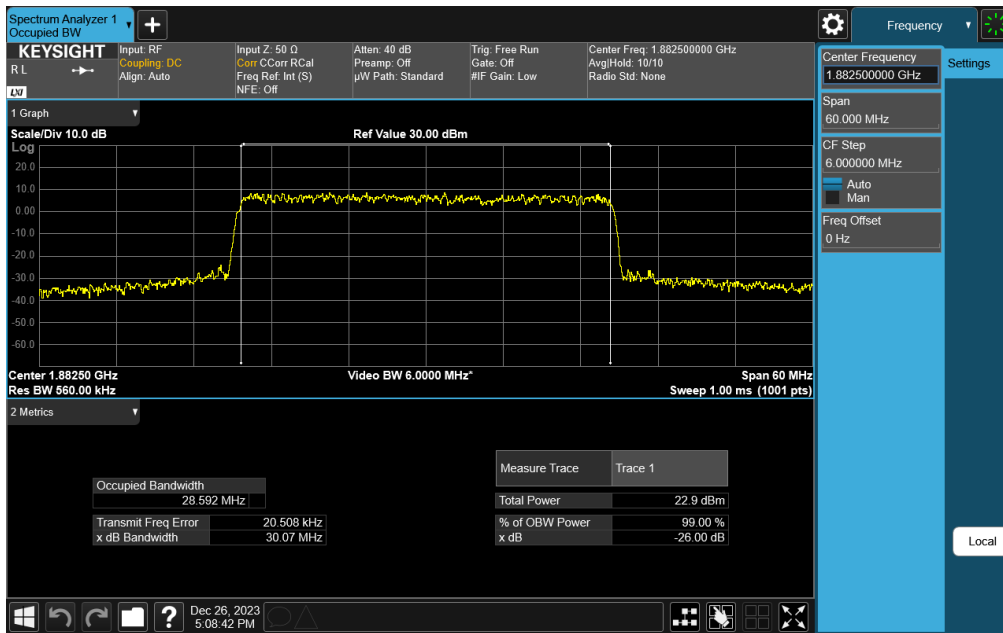 Spectrum Analyzer 1
Occupied BW
Frequency
KEYSIGHT
R L
LXI
Input: RF
Coupling: DC
Align: Auto
Input Z: 50 Ω
Corr CCorr RCal
Freq Ref: Int (S)
NFE: Off
Atten: 40 dB
Preamp: Off
µW Path: Standard
Trig: Free Run
Gate: Off
#IF Gain: Low
Center Freq: 1.882500000 GHz
Avg|Hold: 10/10
Radio Std: None
Center Frequency
1.882500000 GHz
Settings
Span
60.000 MHz
CF Step
6.000000 MHz
Auto
Man
Freq Offset
0 Hz
1 Graph
Scale/Div 10.0 dB
Ref Value 30.00 dBm
Log
20.0
10.0
0.00
-10.0
-20.0
-30.0
-40.0
-50.0
-60.0
Center 1.88250 GHz
Video BW 6.0000 MHz*
Span 60 MHz
Res BW 560.00 kHz
Sweep 1.00 ms (1001 pts)
2 Metrics
Occupied Bandwidth
28.592 MHz
Transmit Freq Error 20.508 kHz
x dB Bandwidth 30.07 MHz
Measure Trace Trace 1
Total Power 22.9 dBm
% of OBW Power 99.00 %
x dB -26.00 dB
Local
?
Dec 26, 2023
5:08:42 PM